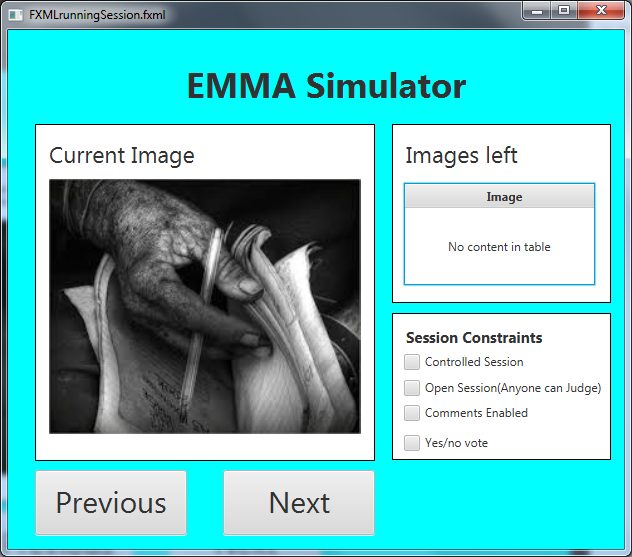 FXMLrunningSession.fxml
EMMA Simulator
Current Image
Images left
Image
No content in table
Session Constraints
Controlled Session
Open Session(Anyone can Judge)
Comments Enabled
Yes/no vote
Previous
Next